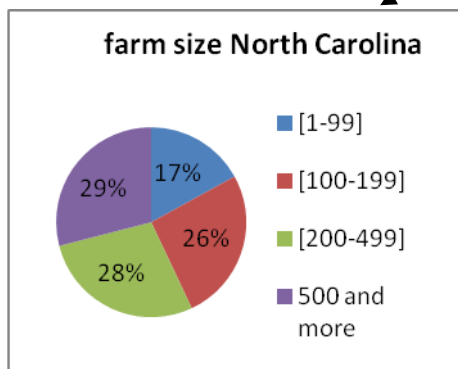 farm size North Carolina
[1-99]
17%
[100-199]
29%
26%
[200-499]
28%
500 and
more